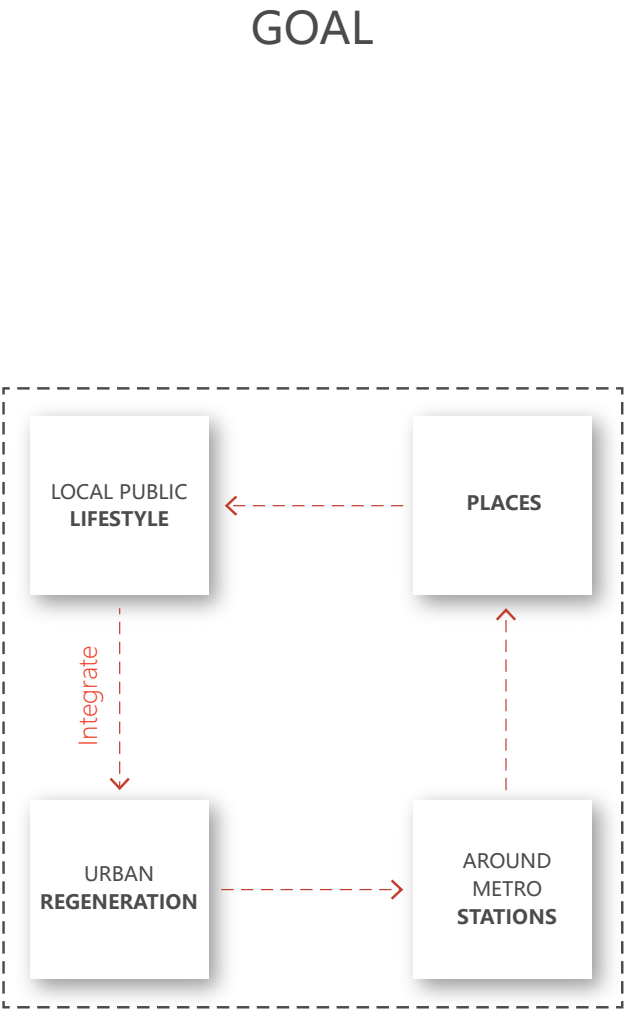 GOAL
LOCAL PUBLIC
LIFESTYLE
PLACES
Integrate
URBAN
REGENERATION
AROUND
METRO
STATIONS